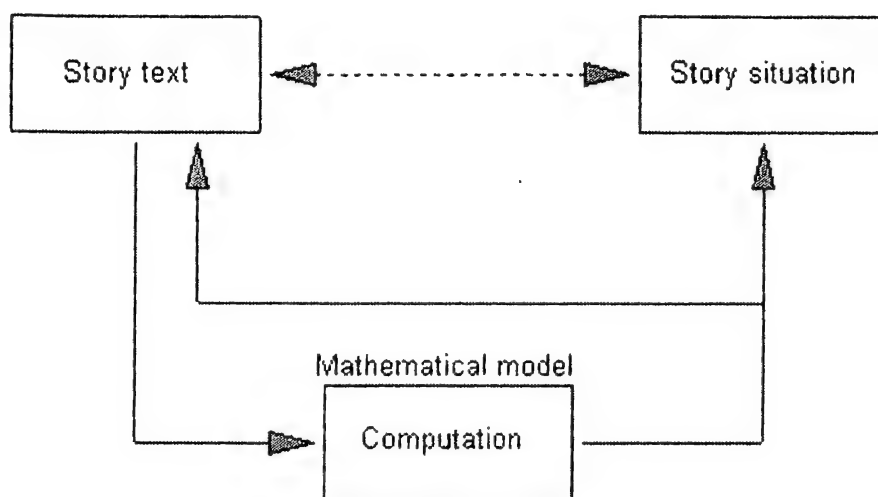 Story text
Story situation
Mathematical model
Computation